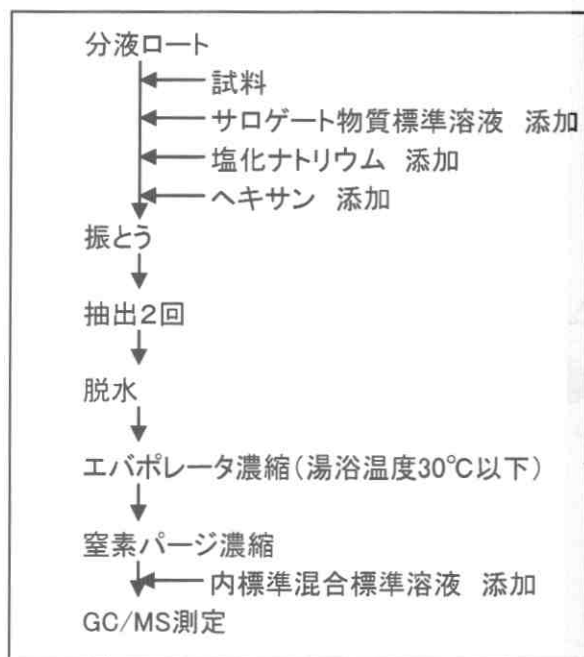 分液ロート
試料
サロゲート物質標準溶液 添加
塩化ナトリウム 添加
ヘキサン 添加
振とう
抽出2回
脱水
エバポレータ濃縮(湯浴温度30℃以下)
窒素パージ濃縮
内標準混合標準溶液 添加
GC/MS測定